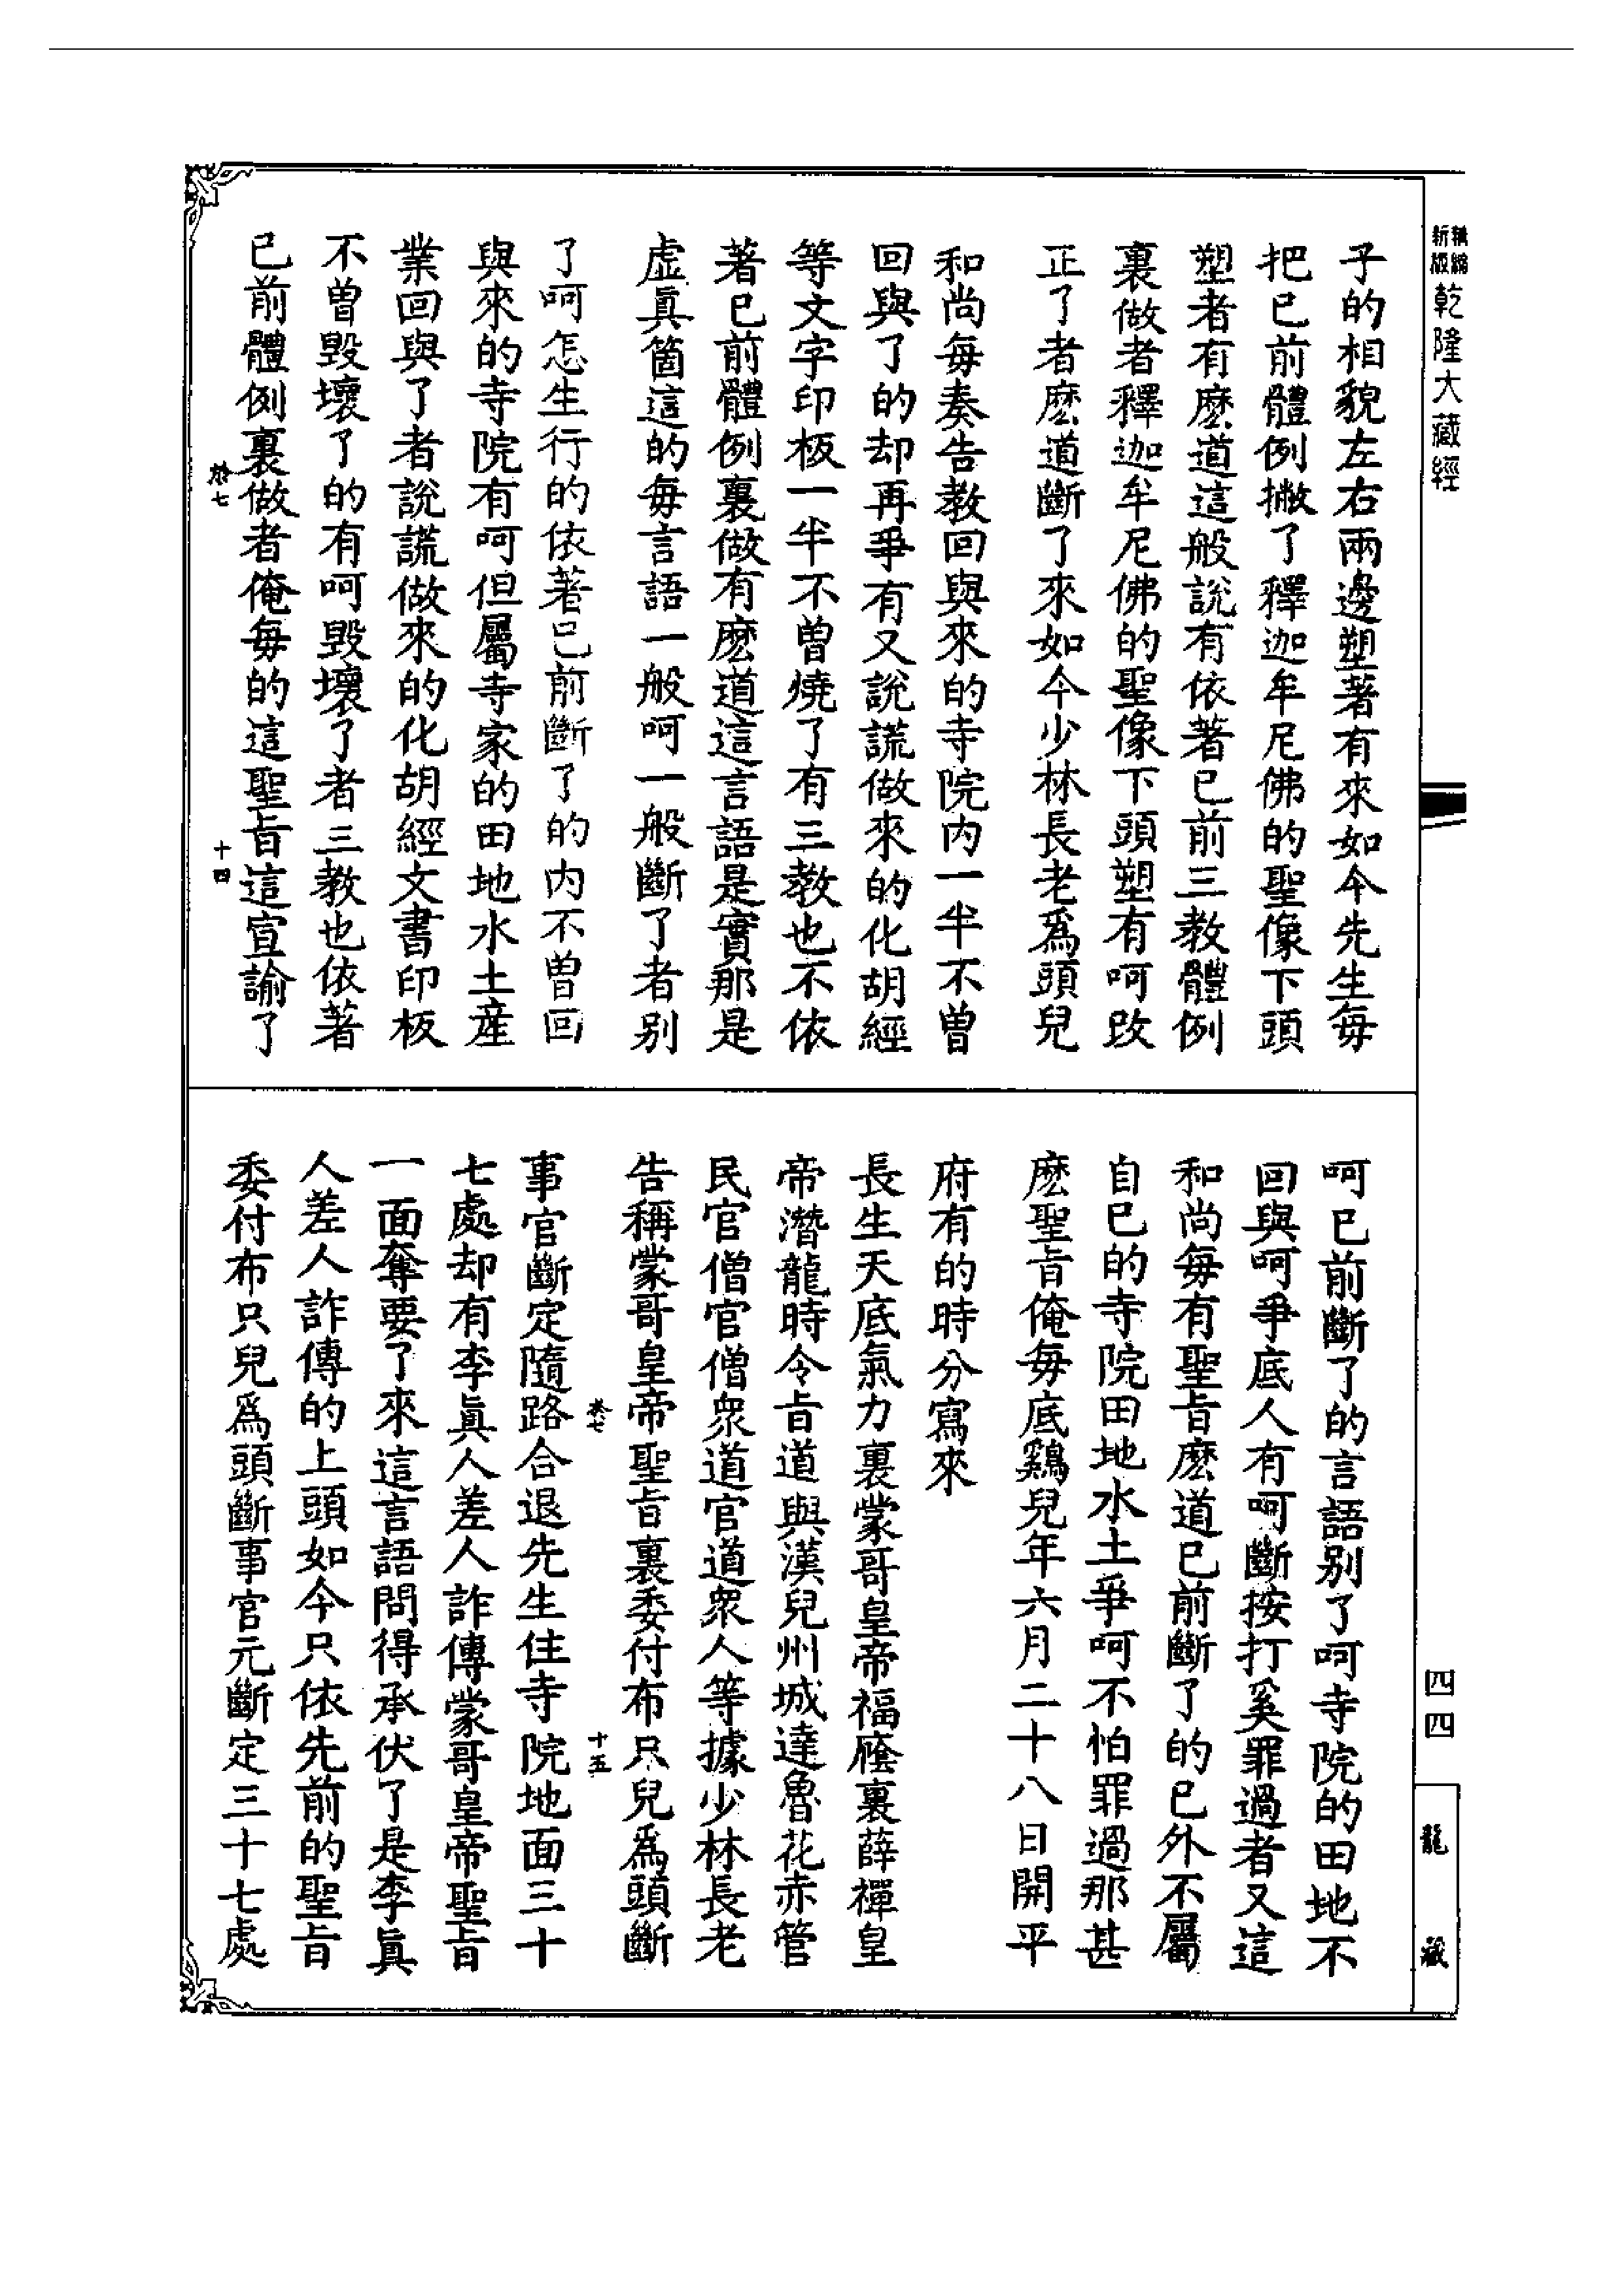 新版精縮乾隆大藏經
子的相貌左右兩邊塑著有來如今先生每
把已前體例撇了釋迦牟尼佛的聖像下頭
塑者有麽道這般說有依著已前三教體例
裏做者釋迦牟尼佛的聖像下頭塑有呵改
正了者麽道斷了來如今少林長老爲頭兒
和尚每奏告教回與來的寺院内一半不曾
回與了的却再爭有又說謊做來的化胡經
等文字印板一半不曾燒了有三教也不依
著已前體例裏做有麽道這言語是實那是
虛眞箇這的每言語一般呵一般斷了者别
了呵怎生行的依著已前斷了的内不曾回
與來的寺院有呵但屬寺家的田地水土産
業回與了者說謊做來的化胡經文書印板
不曾毀壞了的有呵毀壞了者三教也依著
已前體例裏做者俺每的這聖旨這宣諭了
七
十四
呵已前斷了的言語别了呵寺院的田地不
回與呵爭底人有呵斷按打奚罪過者又這
和尚每有聖旨麽道已前斷了的已外不屬
自已的寺院田地水土爭呵不怕罪過那甚
麽聖旨俺每底鷄兒年六月二十八日開平
府有的時分寫來
長生天底氣力裏蒙哥皇帝福廕裏薛禪皇
帝潛龍時令旨道與漢兒州城達魯花赤管
民官僧官僧衆道官道衆人等據少林長老
告稱蒙哥皇帝聖旨裏委付布只兒爲頭斷
七
十五
事官斷定隨路合退先生住寺院地面三十
七處却有李眞人差人詐傳蒙哥皇帝聖旨
一面奪要了來這言語問得承伏了是李眞
人差人詐傳的上頭如今只依先前的聖旨
委付布只兒爲頭斷事官元斷定三十七處
四四
龍藏